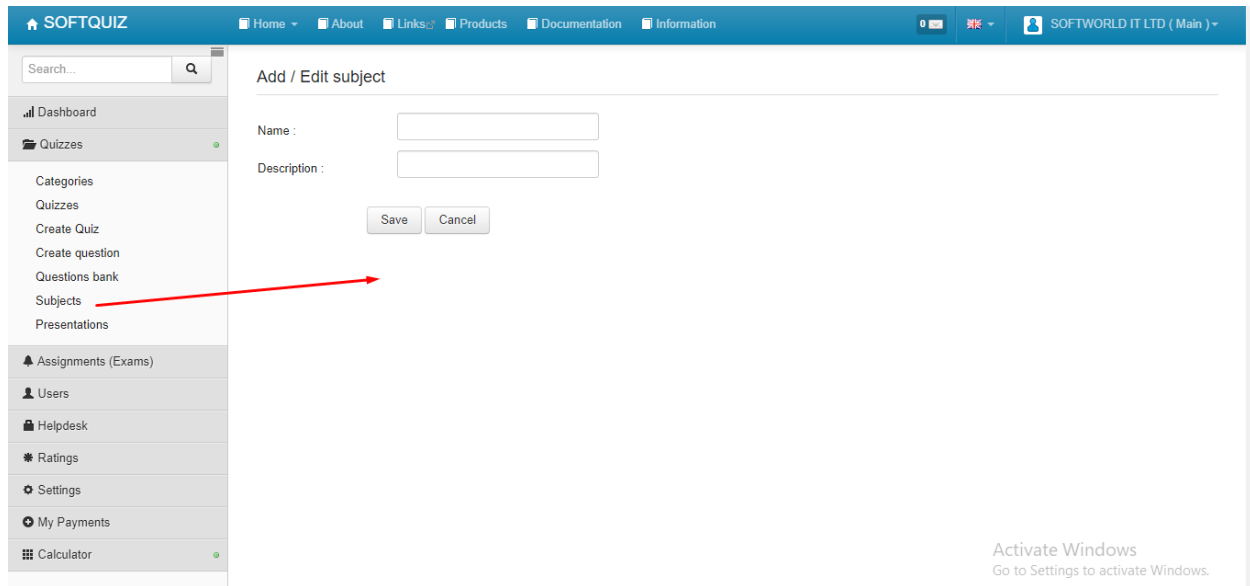 SOFTQUIZ
Home
About
Links
Products
Documentation
Information
0
SOFTWORLD IT LTD ( Main )
Search...
Dashboard
Quizzes
Categories
Quizzes
Create Quiz
Create question
Questions bank
Subjects
Presentations
Assignments (Exams)
Users
Helpdesk
Ratings
Settings
My Payments
Calculator
Add / Edit subject
Name :
Description :
Save
Cancel
Activate Windows
Go to Settings to activate Windows.